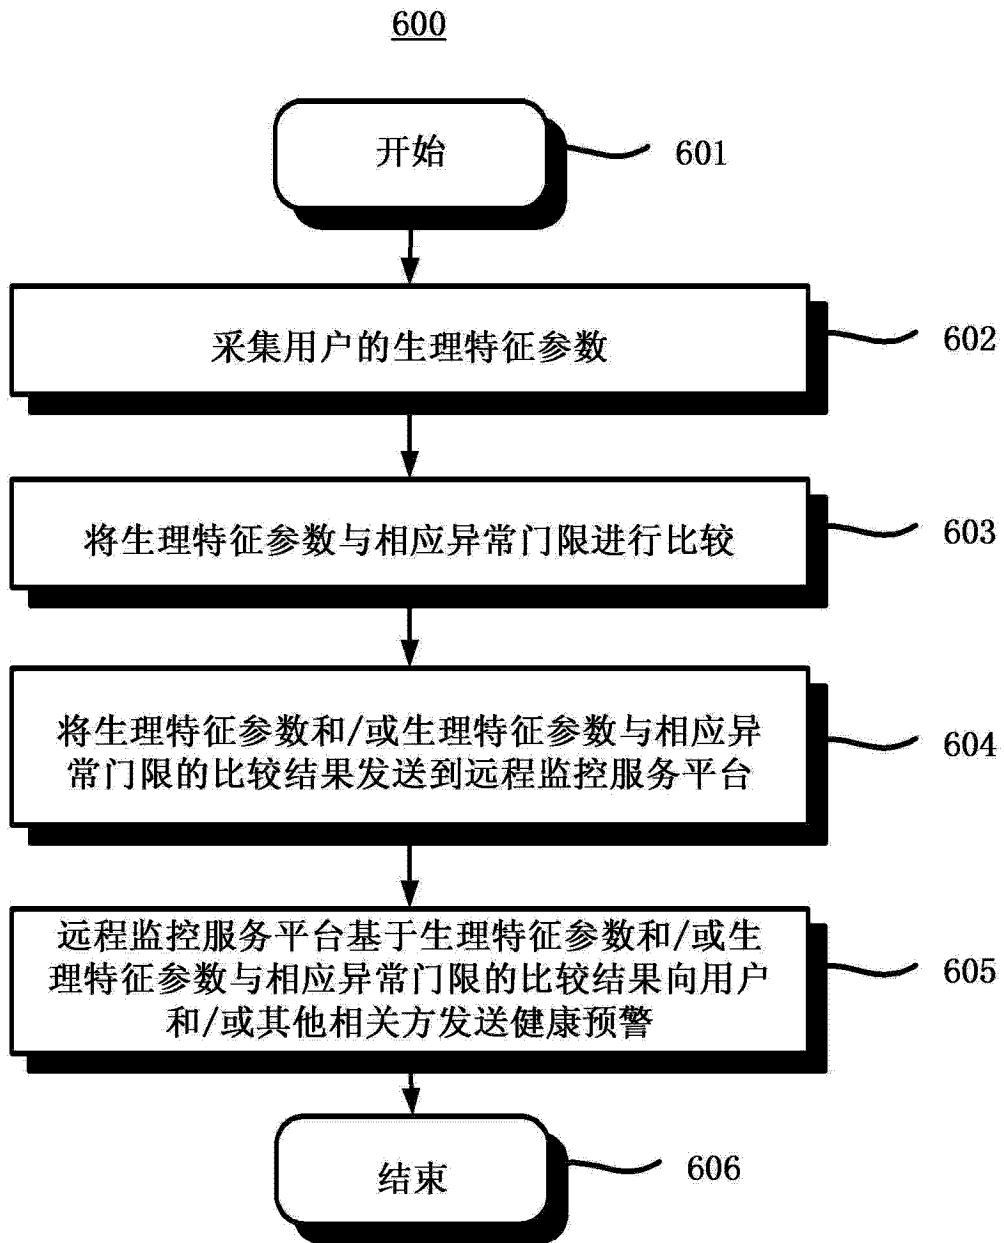 600
开始
601
采集用户的生理特征参数
602
将生理特征参数与相应异常门限进行比较
603
将生理特征参数和/或生理特征参数与相应异
常门限的比较结果发送到远程监控服务平台
604
远程监控服务平台基于生理特征参数和/或生
理特征参数与相应异常门限的比较结果向用户
和/或其他相关方发送健康预警
605
结束
606